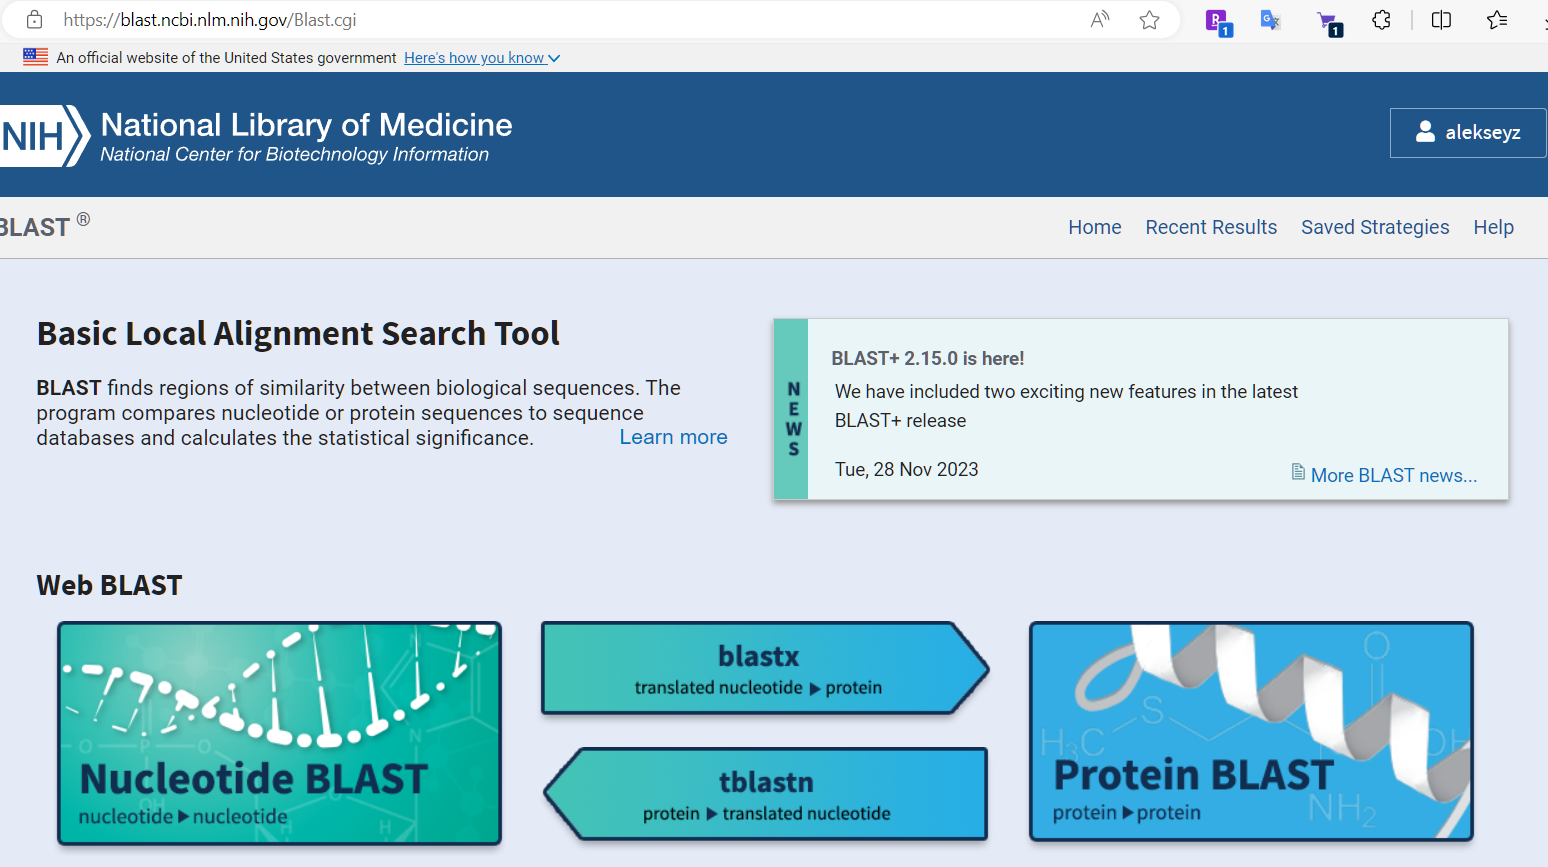 https://blast.ncbi.nlm.nih.gov/Blast.cgi
1
1
An official website of the United States government Here's how you know
NIH National Library of Medicine
National Center for Biotechnology Information
alekseyz
BLAST ®
Home Recent Results Saved Strategies Help
Basic Local Alignment Search Tool
BLAST finds regions of similarity between biological sequences. The
program compares nucleotide or protein sequences to sequence
databases and calculates the statistical significance. Learn more
NEWS
BLAST+ 2.15.0 is here!
We have included two exciting new features in the latest
BLAST+ release
Tue, 28 Nov 2023
More BLAST news...
Web BLAST
Nucleotide BLAST
nucleotide ▶ nucleotide
blastx
translated nucleotide ▶ protein
tblastn
protein ▶ translated nucleotide
Protein BLAST
protein ▶ protein